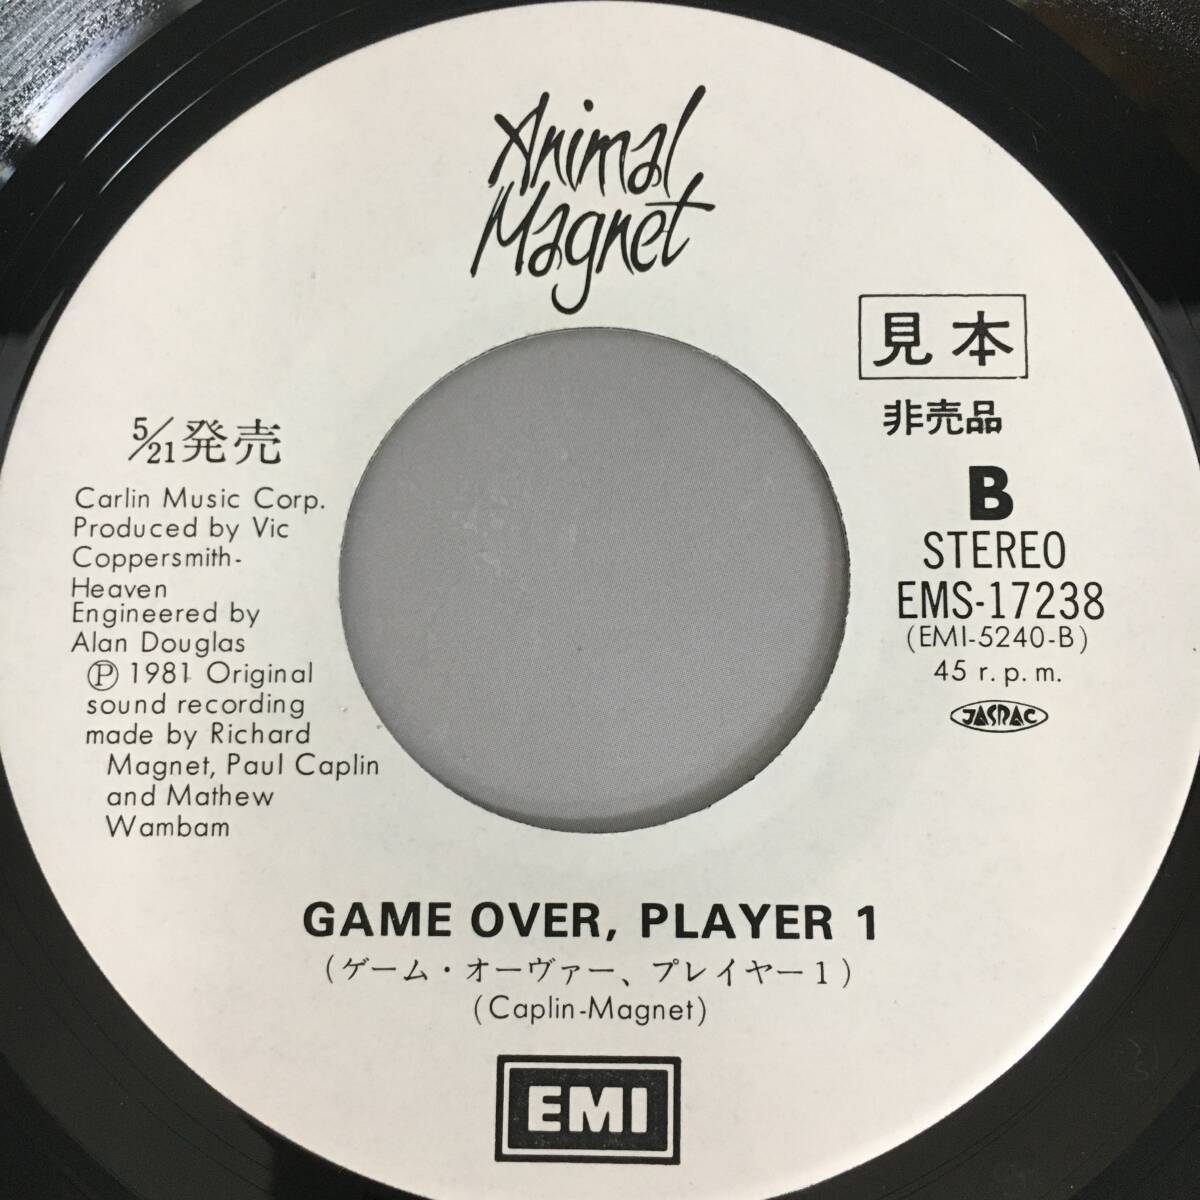 Animal
Magnet
見本
非売品
B
STEREO
EMS-17238
(EMI-5240-B)
45 r.p.m.
JASRAC
5/21発売
Carlin Music Corp.
Produced by Vic
Coppersmith-
Heaven
Engineered by
Alan Douglas
Ⓟ 1981 Original
sound recording
made by Richard
Magnet, Paul Caplin
and Mathew
Wambam
GAME OVER, PLAYER 1
(ゲーム・オーヴァー、プレイヤー1)
(Caplin-Magnet)
EMI